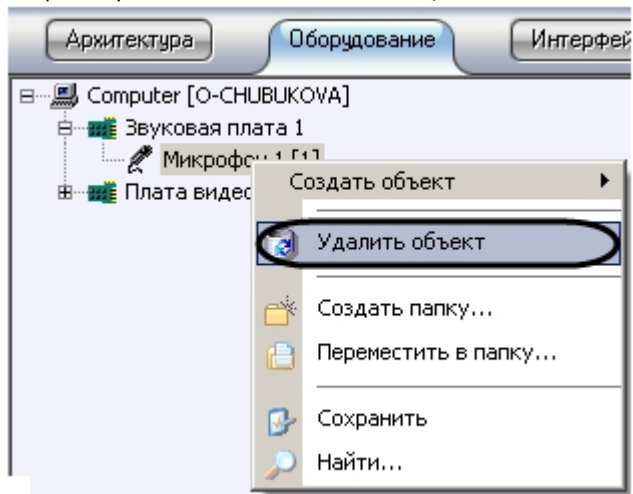 Архитектура Оборудование Интерфей
Computer [O-CHUBUKOVA]
Звуковая плата 1
Микрофон 1 [1]
Плата видео
Создать объект
Удалить объект
Создать папку...
Переместить в папку...
Сохранить
Найти...